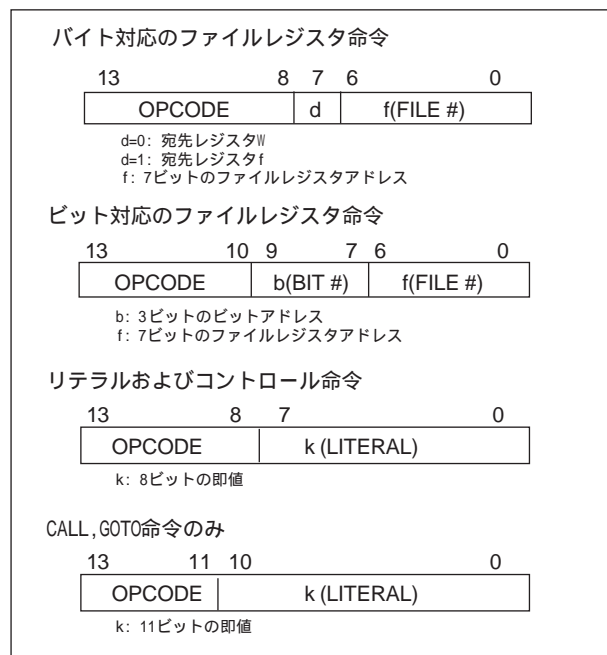 バイト対応のファイルレジスタ命令
13 8 7 6 0
OPCODE d f(FILE #)
d=0: 宛先レジスタW
d=1: 宛先レジスタf
f: 7ビットのファイルレジスタアドレス
ビット対応のファイルレジスタ命令
13 10 9 7 6 0
OPCODE b(BIT #) f(FILE #)
b: 3ビットのビットアドレス
f: 7ビットのファイルレジスタアドレス
リテラルおよびコントロール命令
13 8 7 0
OPCODE k (LITERAL)
k: 8ビットの即値
CALL,GOTO命令のみ
13 11 10 0
OPCODE k (LITERAL)
k: 11ビットの即値